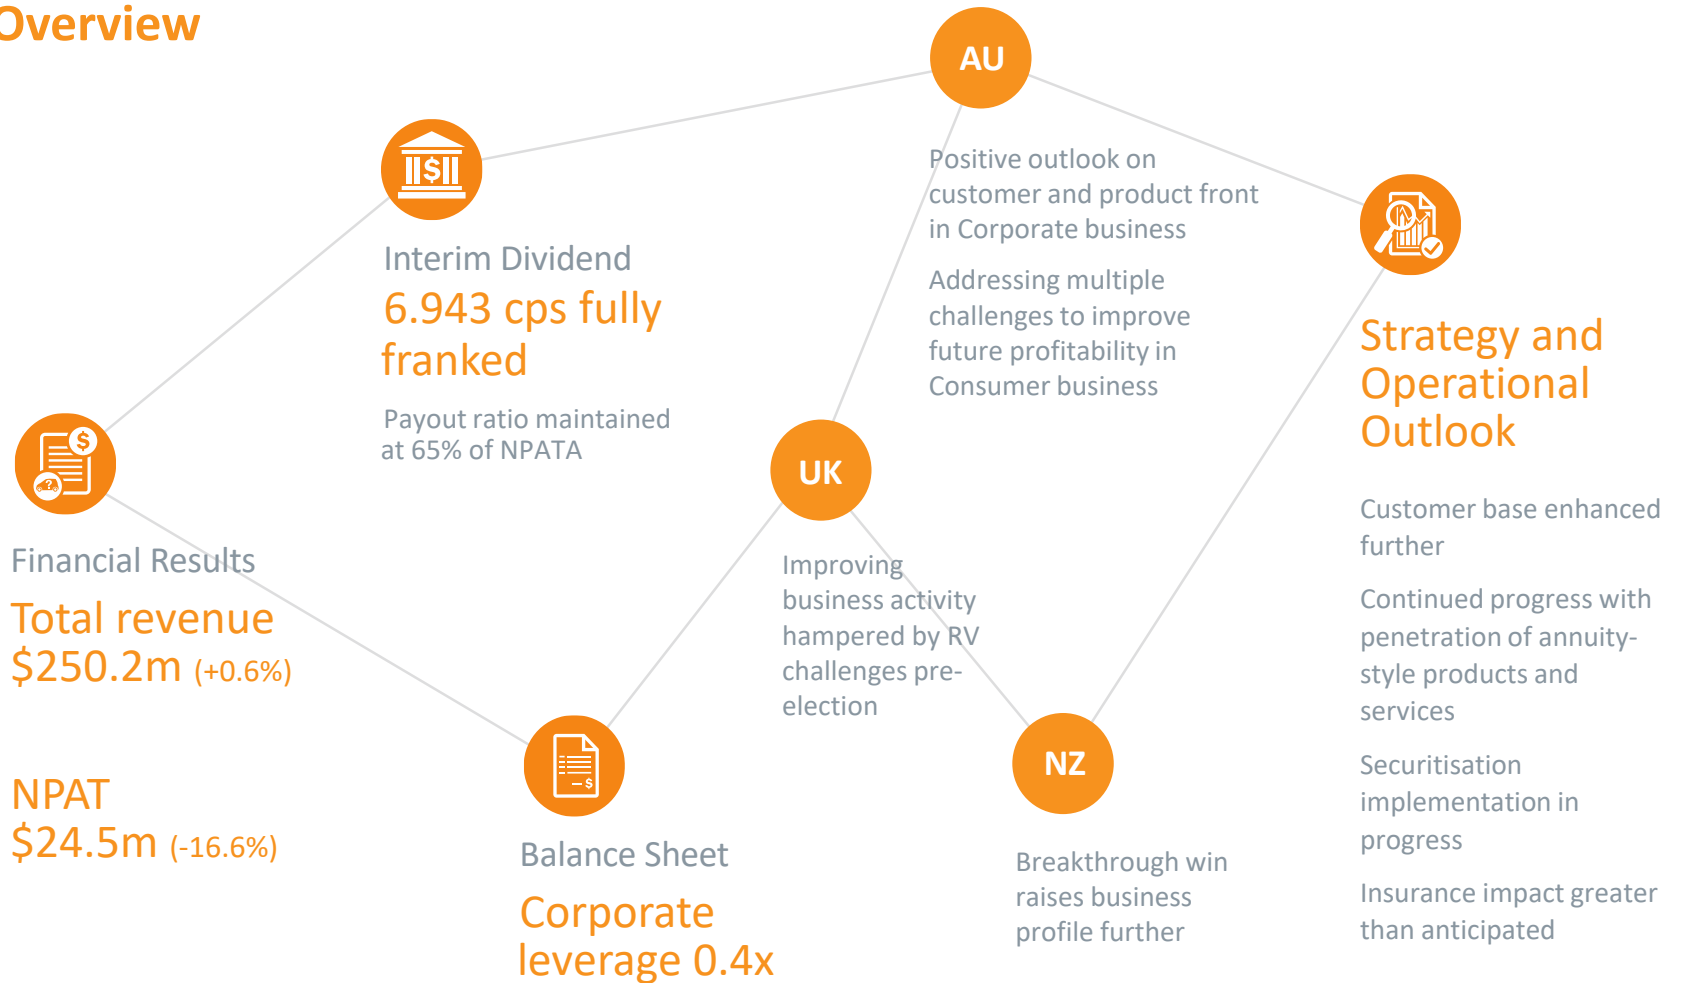 Overview
Financial Results
Total revenue
$250.2m (+0.6%)
NPAT
$24.5m (-16.6%)
Interim Dividend
6.943 cps fully
franked
Payout ratio maintained
at 65% of NPATA
Balance Sheet
Corporate
leverage 0.4x
AU
Positive outlook on
customer and product front
in Corporate business
Addressing multiple
challenges to improve
future profitability in
Consumer business
UK
Improving
business activity
hampered by RV
challenges pre-
election
NZ
Breakthrough win
raises business
profile further
Strategy and
Operational
Outlook
Customer base enhanced
further
Continued progress with
penetration of annuity-
style products and
services
Securitisation
implementation in
progress
Insurance impact greater
than anticipated